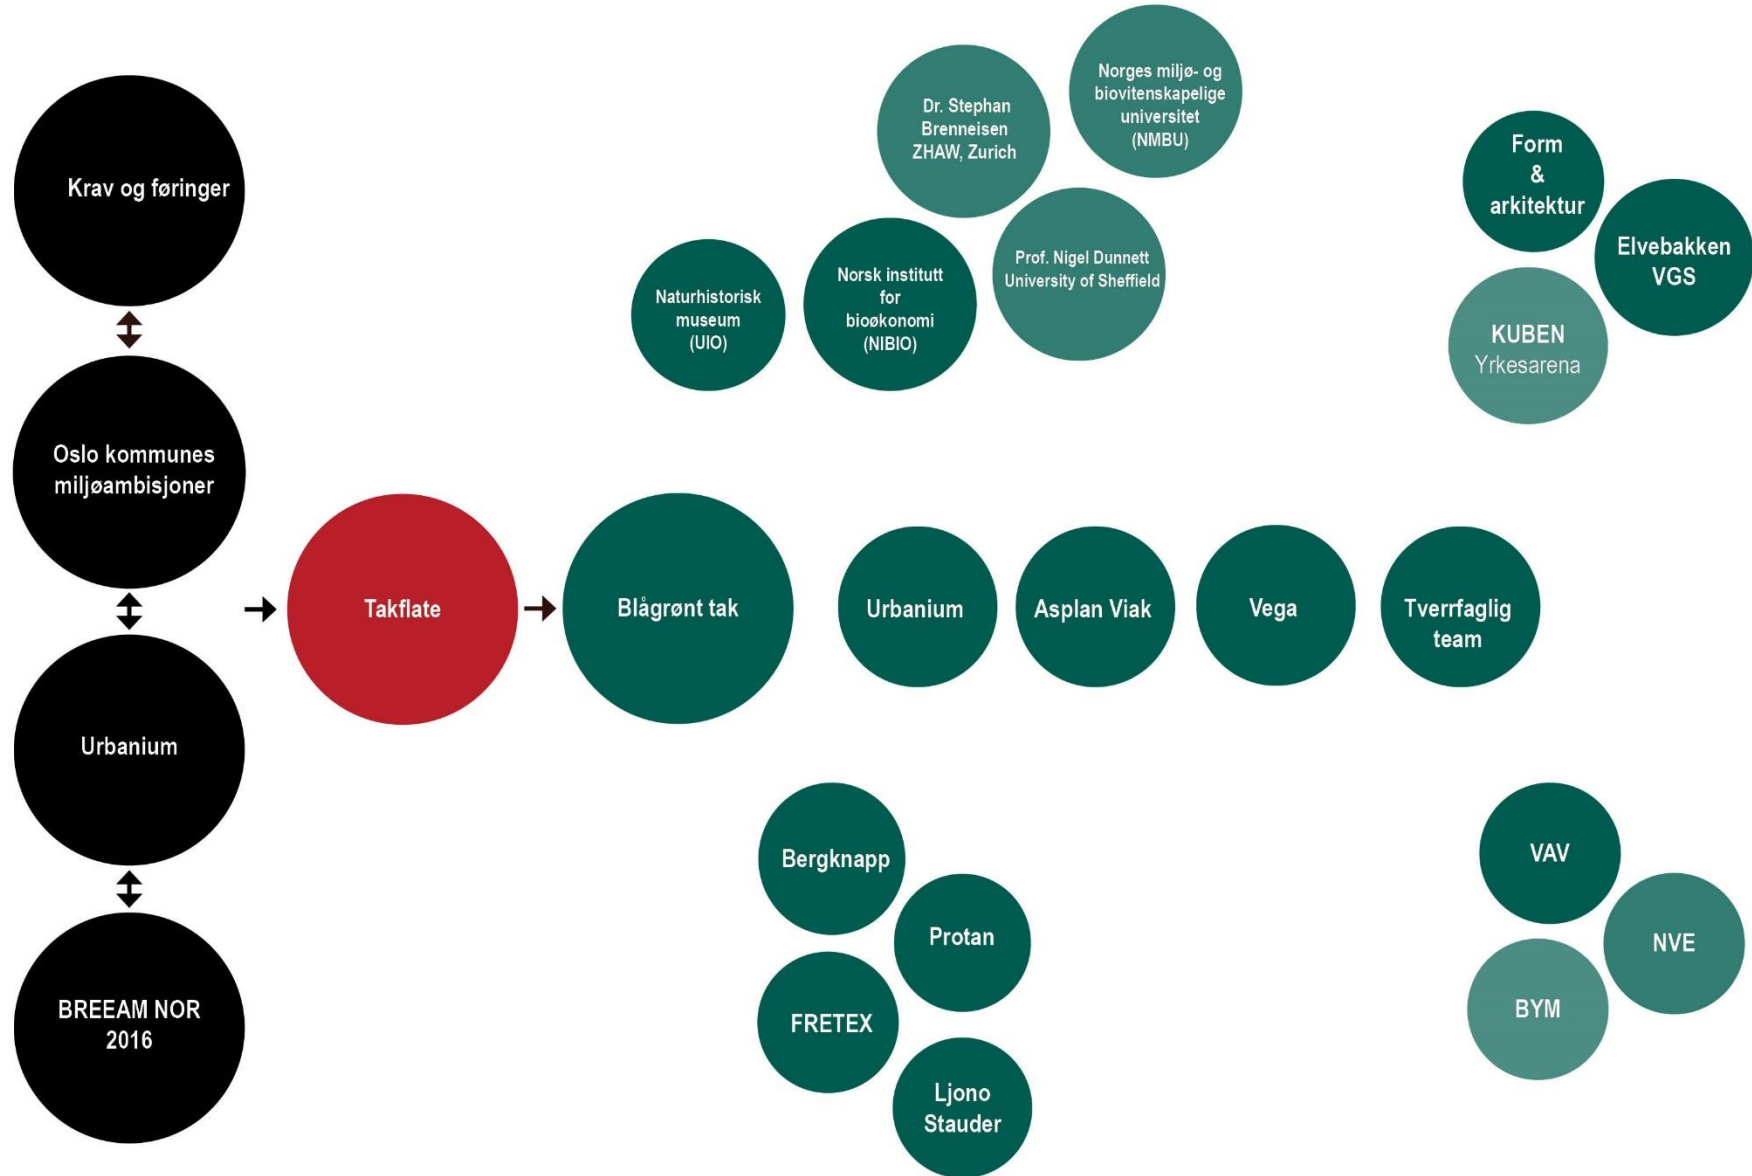 Krav og føringer
Oslo kommunes
miljøambisjoner
Urbanium
BREEAM NOR
2016
Takflate
Blågrønt tak
Dr. Stephan
Brenneisen
ZHAW, Zurich
Norges miljø- og
biovitenskapelige
universitet
(NMBU)
Naturhistorisk
museum
(UIO)
Norsk institutt
for
bioøkonomi
(NIBIO)
Prof. Nigel Dunnett
University of Sheffield
Form
&
arkitektur
Elvebakken
VGS
KUBEN
Yrkesarena
Urbanium
Asplan Viak
Vega
Tverrfaglig
team
Bergknapp
Protan
FRETEX
Ljono
Stauder
VAV
NVE
BYM